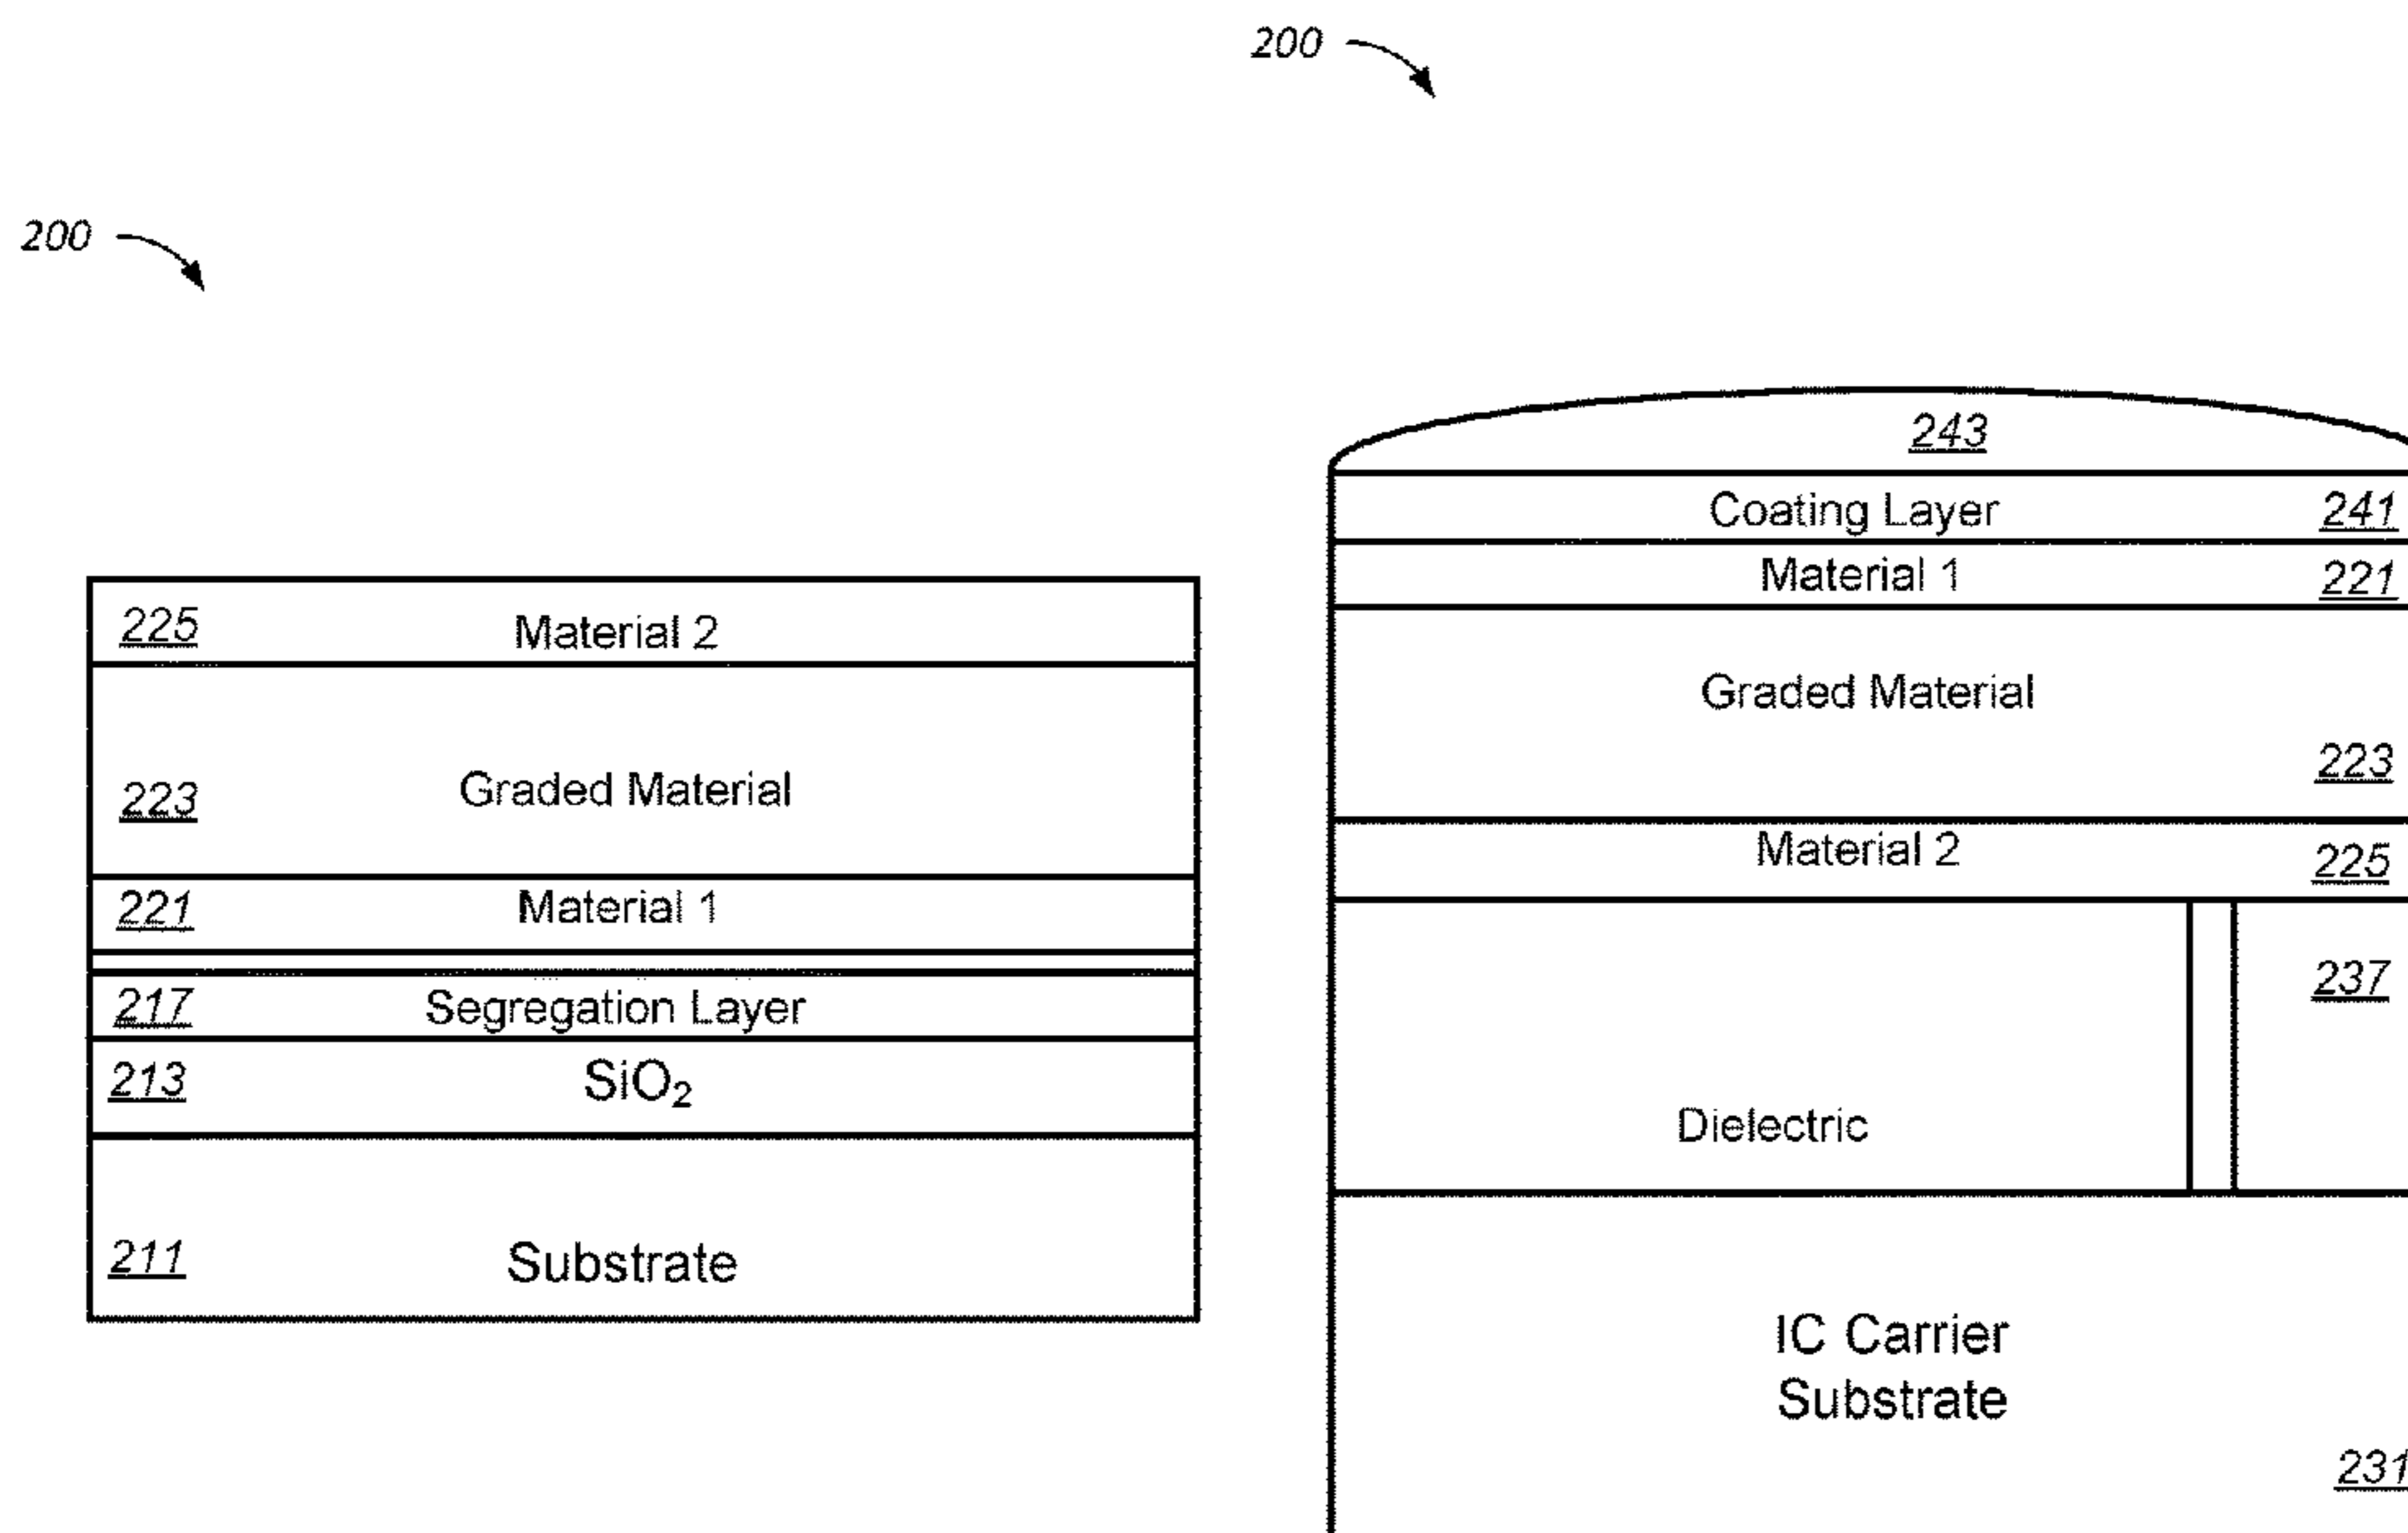 200
225 Material 2
223 Graded Material
221 Material 1
217 Segregation Layer
213 SiO₂
211 Substrate
200
243
Coating Layer 241
Material 1 221
Graded Material
223
Material 2 225
237
Dielectric
IC Carrier
Substrate
231